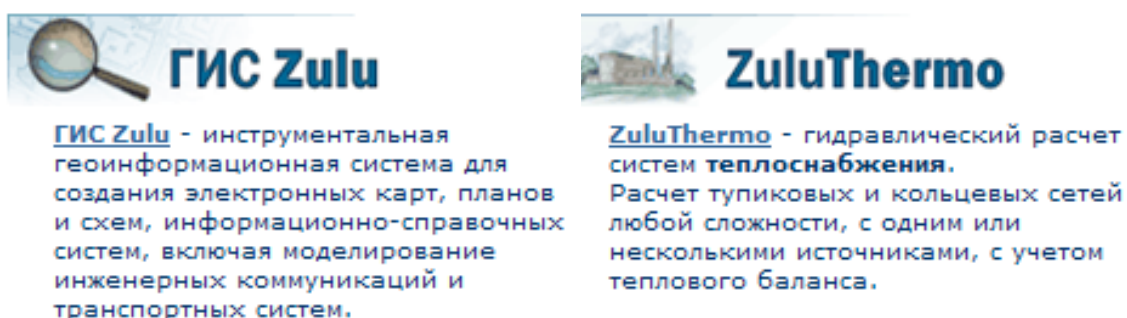 ГИС Zulu
ГИС Zulu - инструментальная
геоинформационная система для
создания электронных карт, планов
и схем, информационно-справочных
систем, включая моделирование
инженерных коммуникаций и
транспортных систем.
ZuluThermo
ZuluThermo - гидравлический расчет
систем теплоснабжения.
Расчет тупиковых и кольцевых сетей
любой сложности, с одним или
несколькими источниками, с учетом
теплового баланса.